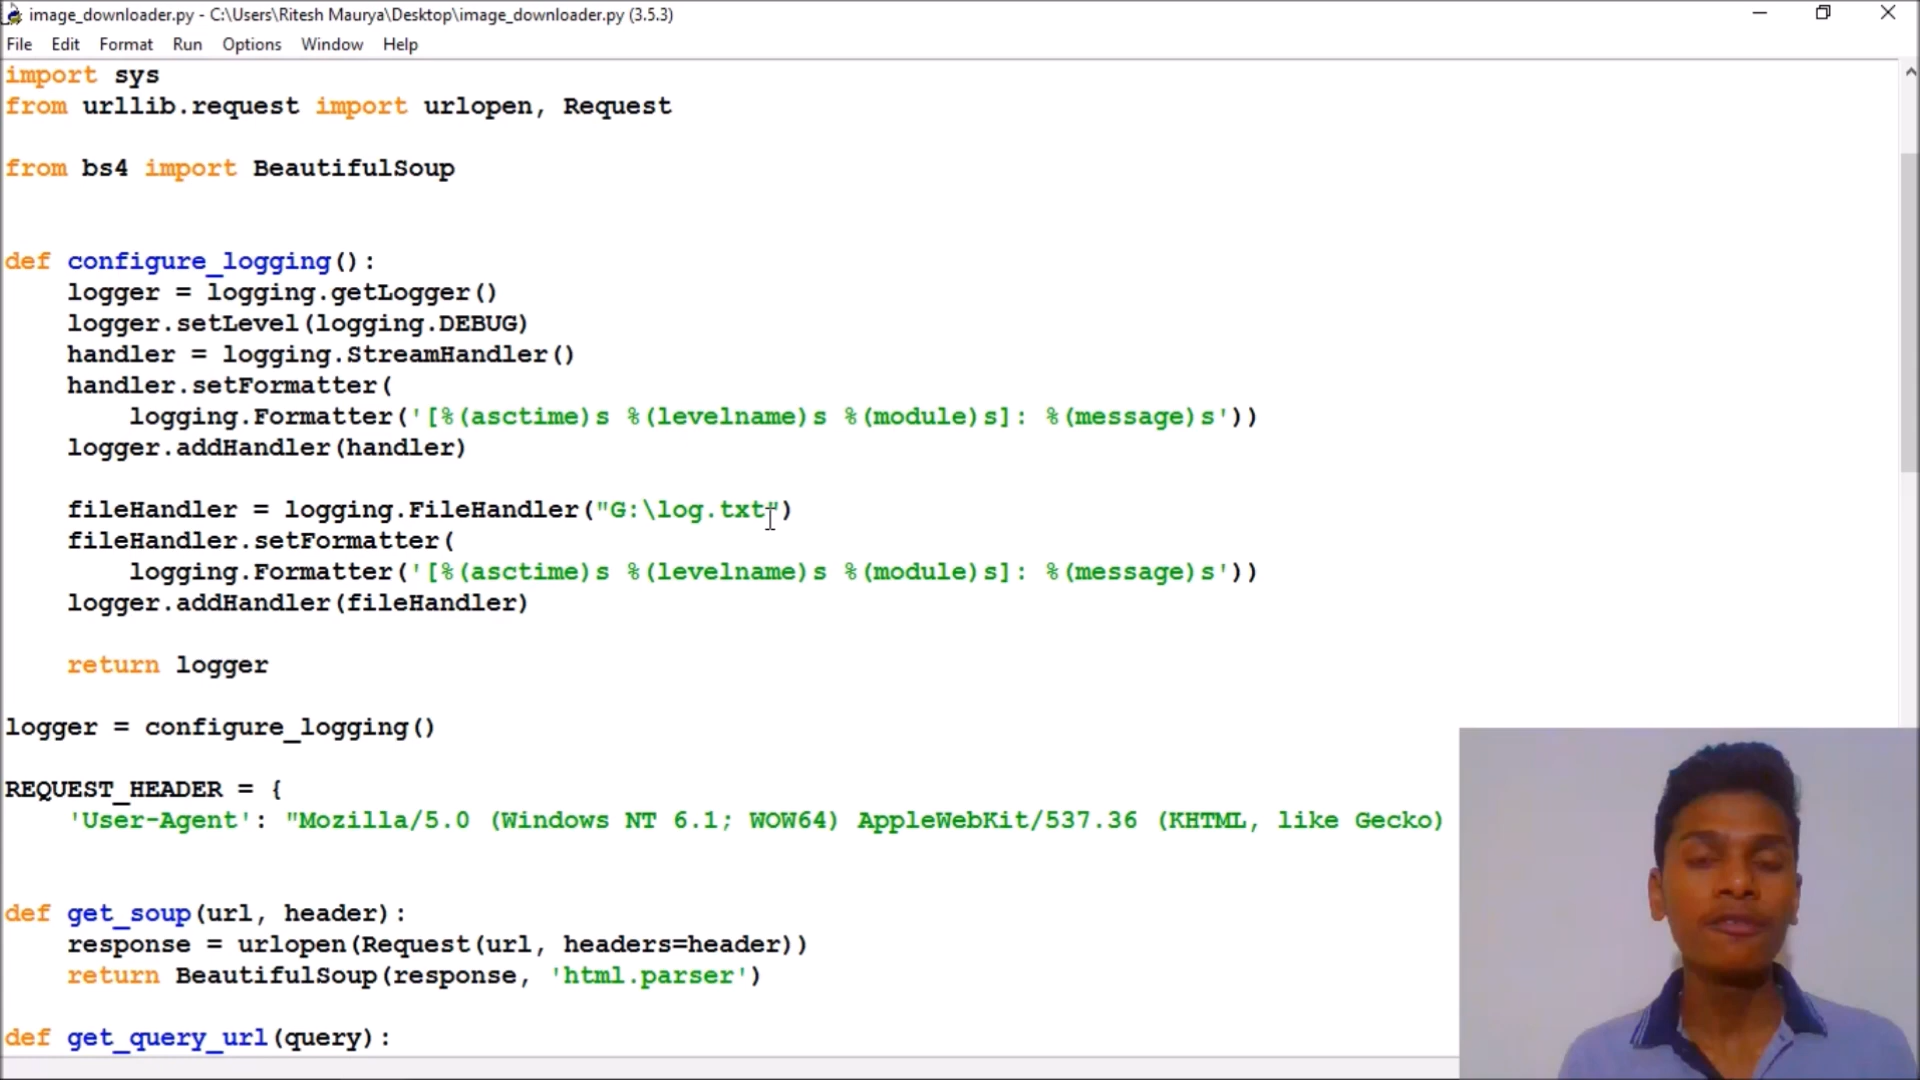 image_downloader.py - C:\Users\Ritesh Maurya\Desktop\image_downloader.py (3.5.3)
File Edit Format Run Options Window Help
import sys
from urllib.request import urlopen, Request
from bs4 import BeautifulSoup
def configure_logging():
    logger = logging.getLogger()
    logger.setLevel(logging.DEBUG)
    handler = logging.StreamHandler()
    handler.setFormatter(
        logging.Formatter('[%(asctime)s %(levelname)s %(module)s]: %(message)s'))
    logger.addHandler(handler)
    fileHandler = logging.FileHandler("G:\log.txt")
    fileHandler.setFormatter(
        logging.Formatter('[%(asctime)s %(levelname)s %(module)s]: %(message)s'))
    logger.addHandler(fileHandler)
    return logger
logger = configure_logging()
REQUEST_HEADER = {
    'User-Agent': "Mozilla/5.0 (Windows NT 6.1; WOW64) AppleWebKit/537.36 (KHTML, like Gecko)
def get_soup(url, header):
    response = urlopen(Request(url, headers=header))
    return BeautifulSoup(response, 'html.parser')
def get_query_url(query):